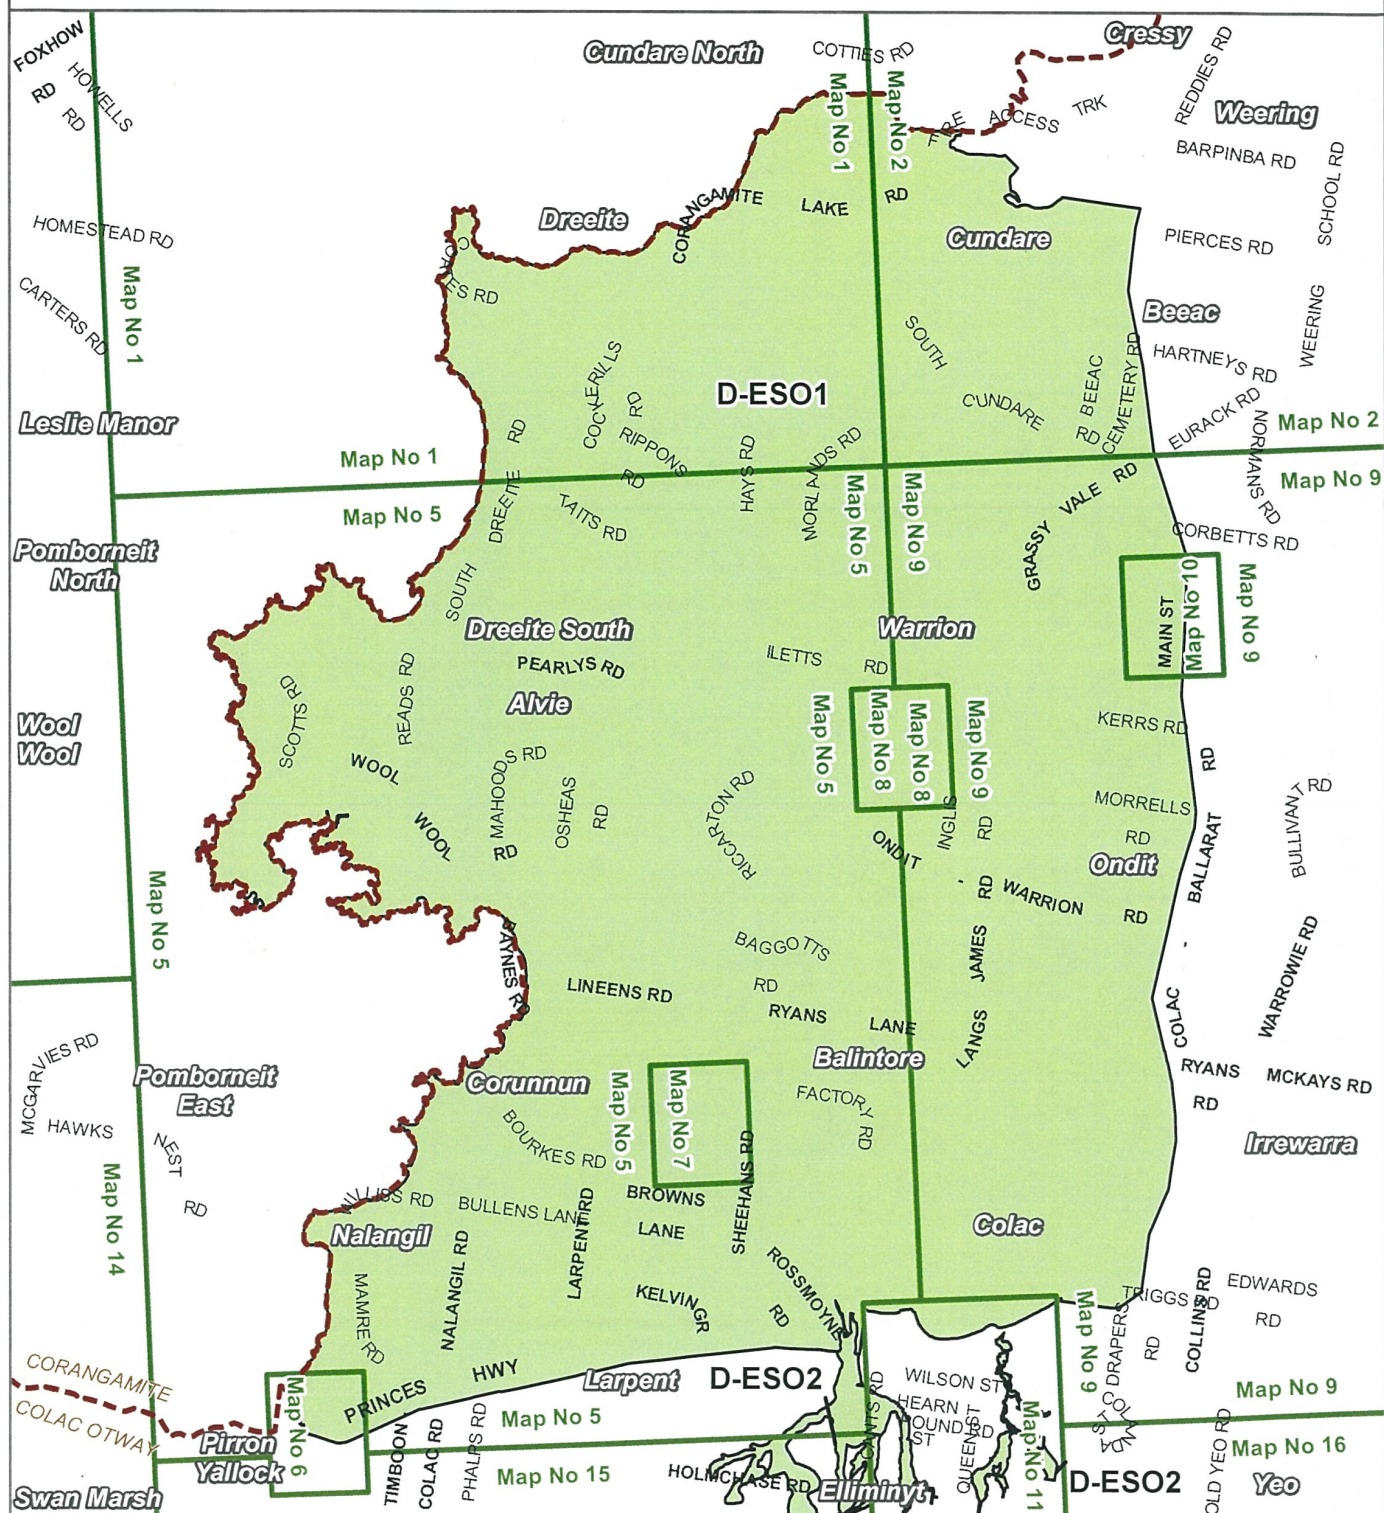 FOXHOW
RD
HOWELLS
RD
Cundare North
COTTIES RD
Cressy
REDDIES RD
Map No 1
Map No 2
FIRE ACCESS TRK
Weering
BARPINBA RD
SCHOOL RD
WEERING
HOMESTEAD RD
Dreeite
CORANGAMITE LAKE RD
Cundare
PIERCES RD
Map No 1
CARTERS RD
ES RD
Beeac
SOUTH
CUNDARE
RD
BEEAC
CEMETERY RD
HARTNEYS RD
EURACK RD
NORMANS RD
COCKERILLS
RD
D-ESO1
Leslie Manor
RIPPONS
RD
HAYS RD
MORLANDS RD
Map No 1
Map No 2
Map No 5
Map No 9
SOUTH
DREEITE
RD
TAITS RD
Map No 5
Map No 9
GRASSY VALE RD
CORBETTS RD
Pomborneit
North
Map No 10
Map No 9
MAIN ST
Dreeite South
Warrion
PEARLYS RD
ILETTS
RD
Alvie
SCOTTS RD
READS RD
Wool
Wool
Map No 5
Map No 8
Map No 8
Map No 9
KERRS RD
WOOL
WOOL
RD
MAHOODS RD
OSHEAS
RD
RICCARTON RD
INGLIS
RD
MORRELLS
RD
BULLIVANT RD
ONDIT
-
WARRION
RD
Ondit
COLAC
-
BALLARAT
RD
Map No 5
BAYNES RD
BAGGOTTS
RD
LANGS JAMES RD
WARROWIE RD
LINEENS RD
RYANS
LANE
Balintore
MCGARVIES RD
Pomborneit
East
Corunnun
Map No 5
Map No 7
RYANS
RD
MCKAYS RD
HAWKS
NEST
RD
BOURKES RD
FACTORY
RD
Irrewarra
Map No 14
WILLISS RD
BULLENS LANE
BROWNS
LANE
SHEEHANS RD
Nalangil
LARPENT RD
Colac
NALANGIL RD
MAMRE RD
KELVIN GR
ROSSMOYNE
RD
TRIGGS RD
COLLINS RD
EDWARDS
RD
Map No 9
DRAPERS
RD
CORANGAMITE
COLAC OTWAY
PRINCES
HWY
Larpent
D-ESO2
WILSON ST
HEARN
ST
POUND RD
QUEEN ST
Map No 9
Map No 5
Map No 6
Pirron
Yallock
TIMBOON
COLAC RD
PHALPS RD
Map No 15
HOLMCHASE RD
Elliminyt
Map No 11
D-ESO2
OLD YEO RD
Map No 16
Yeo
Swan Marsh